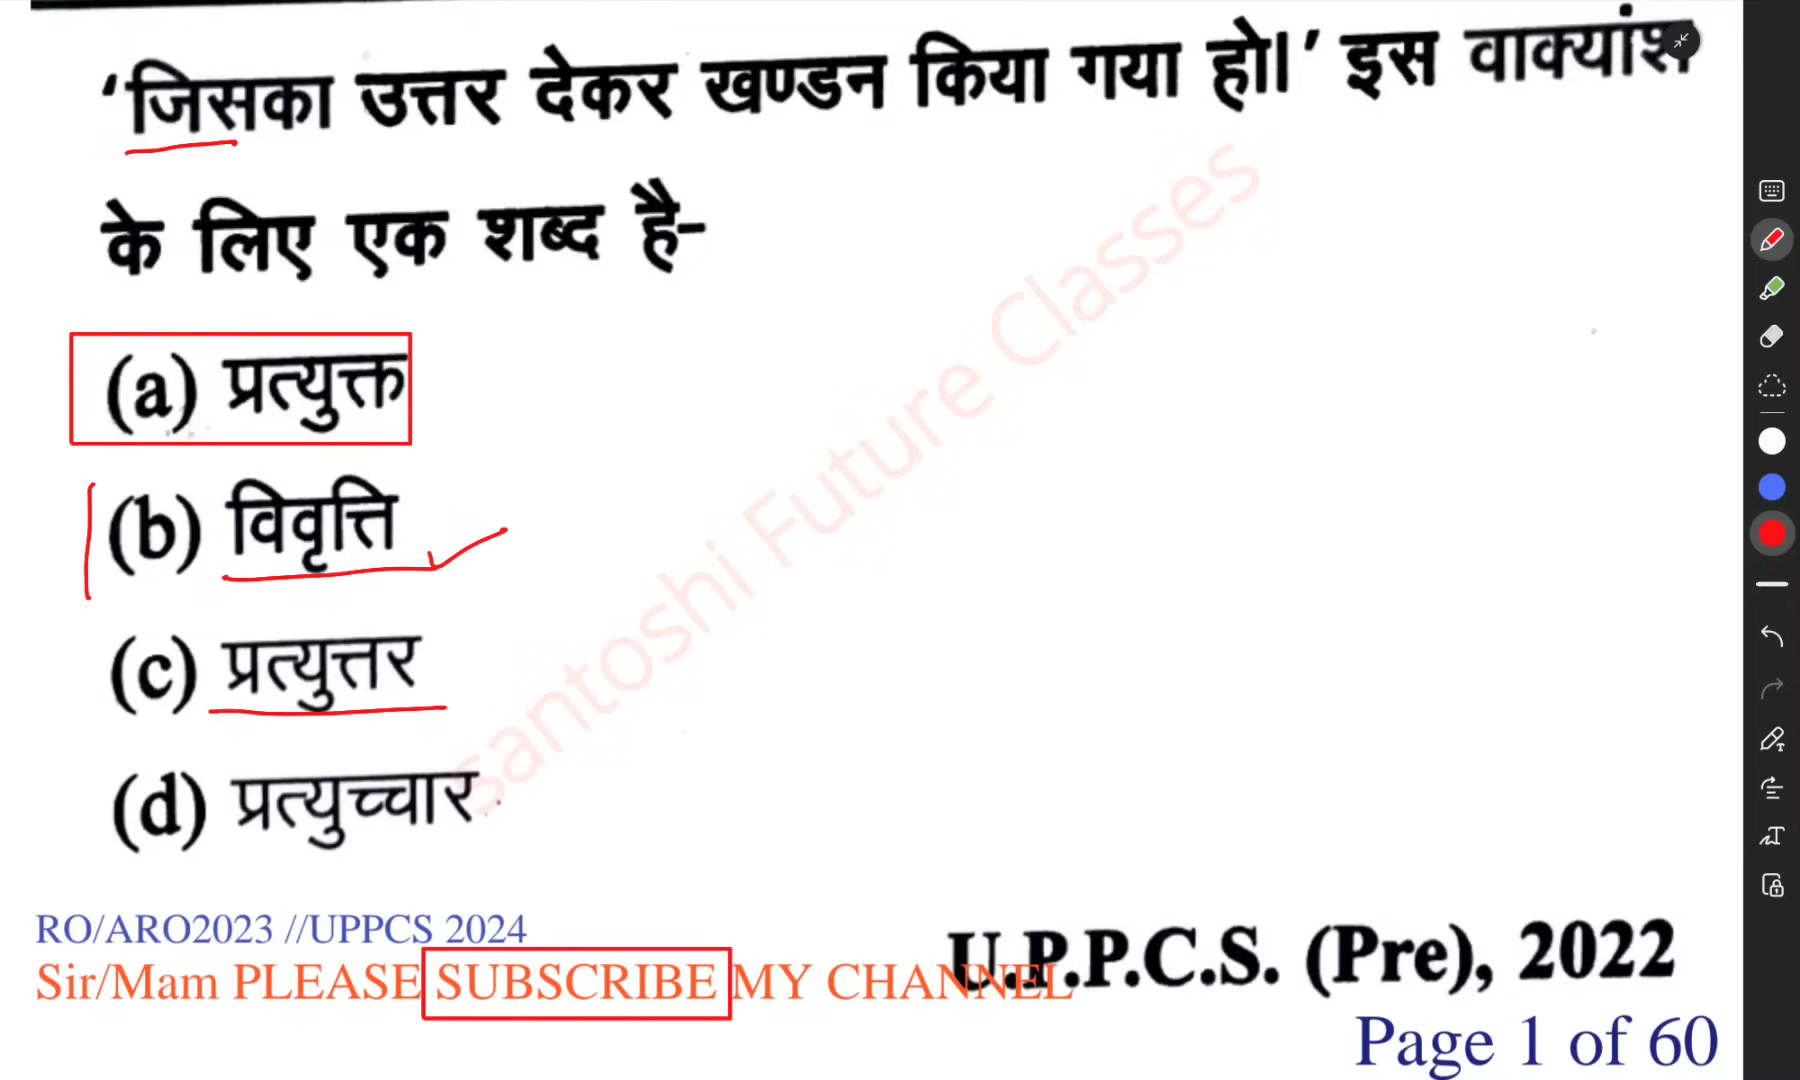 ‘जिसका उत्तर देकर खण्डन किया गया हो।’ इस वाक्यांश
के लिए एक शब्द है-
(a) प्रत्युक्त
(b) विवृत्ति
(c) प्रत्युत्तर
(d) प्रत्युच्चार
santoshi Future Classes
RO/ARO2023 //UPPCS 2024
Sir/Mam PLEASE SUBSCRIBE MY CHANNEL
U.P.P.C.S. (Pre), 2022
Page 1 of 60